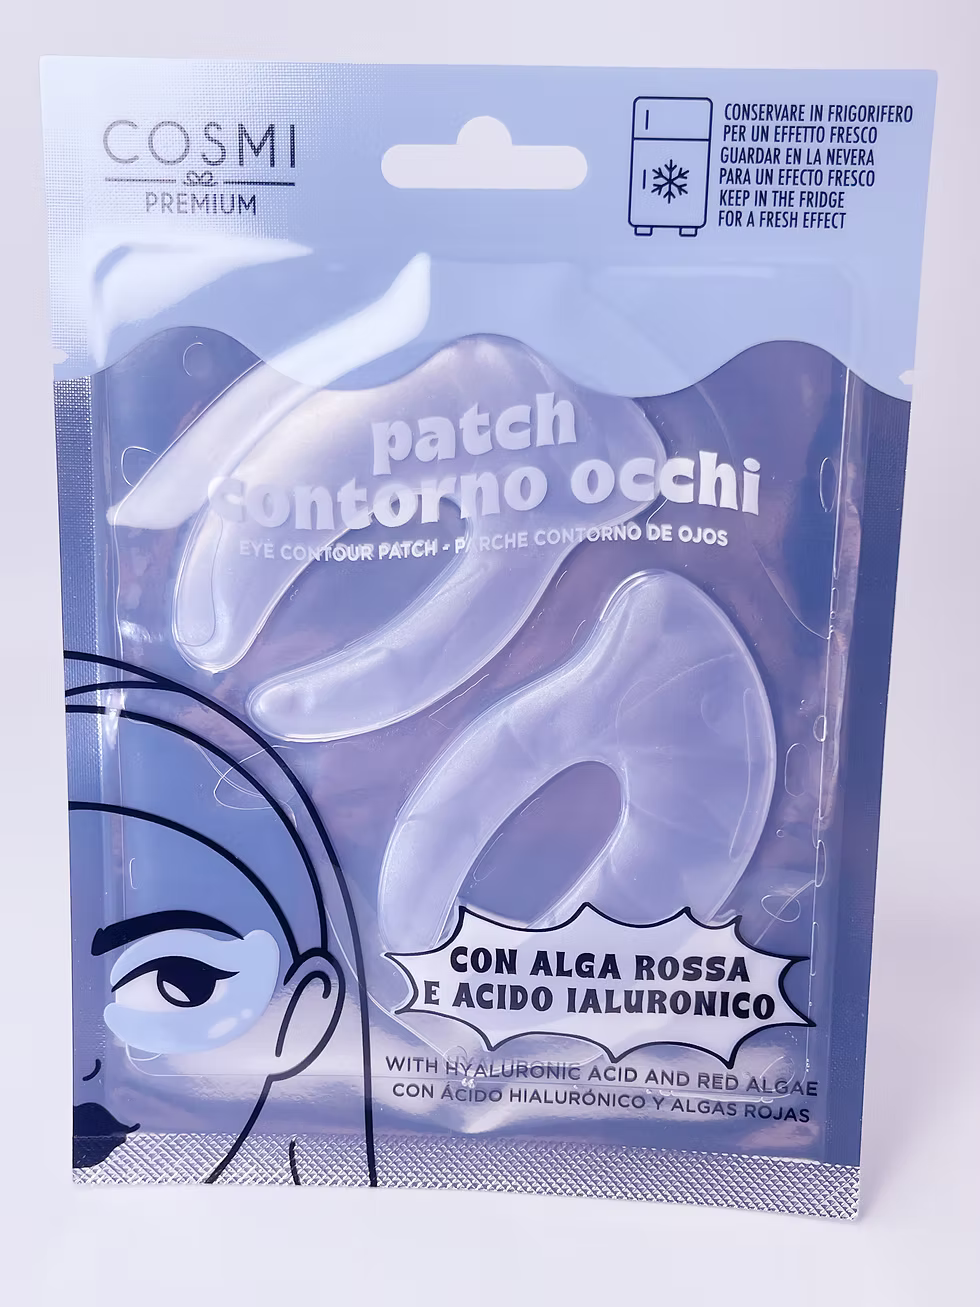 COSMI
PREMIUM
CONSERVARE IN FRIGORIFERO
PER UN EFFETTO FRESCO
GUARDAR EN LA NEVERA
PARA UN EFECTO FRESCO
KEEP IN THE FRIDGE
FOR A FRESH EFFECT
patch
contorno occhi
EYE CONTOUR PATCH - PARCHE CONTORNO DE OJOS
CON ALGA ROSSA
E ACIDO IALURONICO
WITH HYALURONIC ACID AND RED ALGAE
CON ÁCIDO HIALURÓNICO Y ALGAS ROJAS